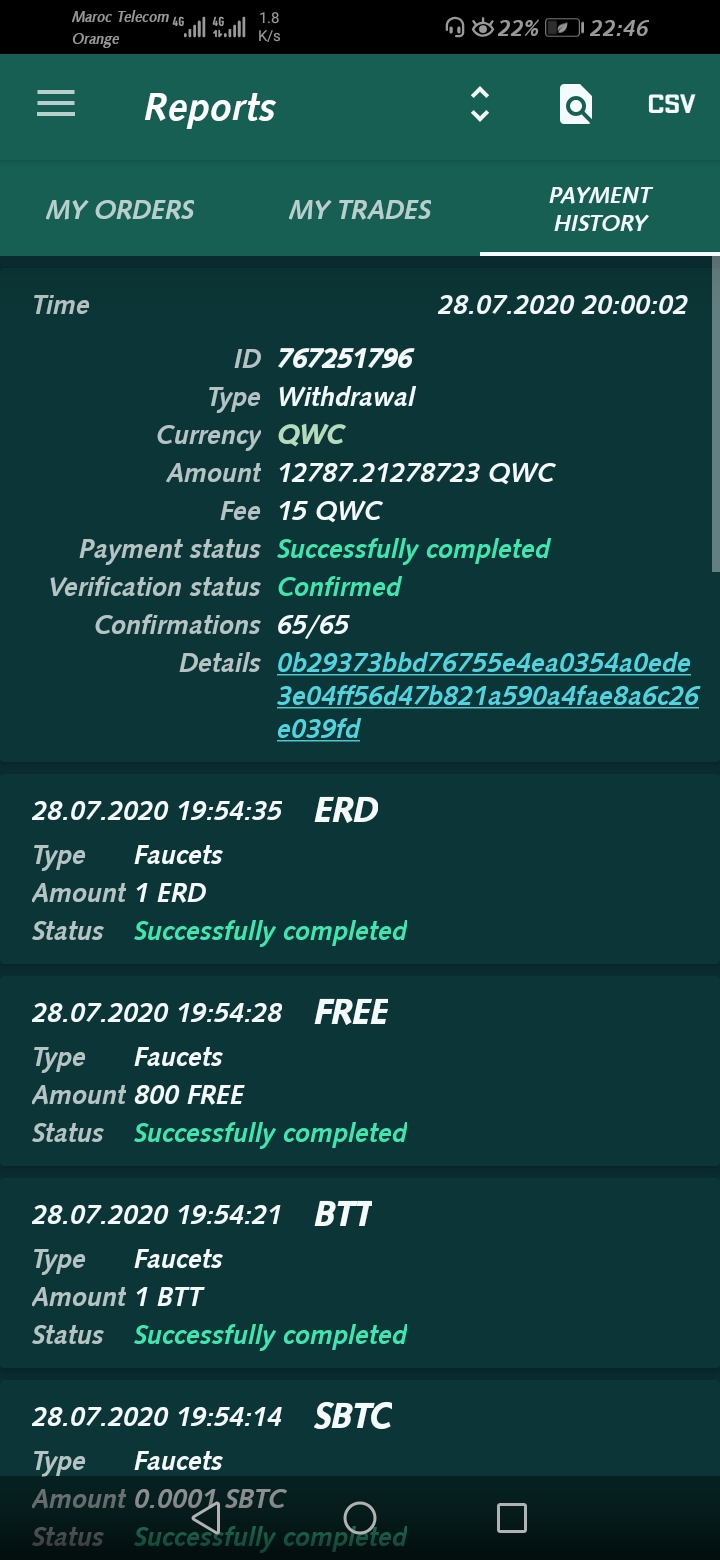 Maroc Telecom 4G 4G 1.8 22% 22:46
Orange K/s
Reports CSV
MY ORDERS MY TRADES PAYMENT HISTORY
Time 28.07.2020 20:00:02
ID 767251796
Type Withdrawal
Currency QWC
Amount 12787.21278723 QWC
Fee 15 QWC
Payment status Successfully completed
Verification status Confirmed
Confirmations 65/65
Details 0b29373bbd76755e4ea0354a0ede
3e04ff56d47b821a590a4fae8a6c26
e039fd
28.07.2020 19:54:35 ERD
Type Faucets
Amount 1 ERD
Status Successfully completed
28.07.2020 19:54:28 FREE
Type Faucets
Amount 800 FREE
Status Successfully completed
28.07.2020 19:54:21 BTT
Type Faucets
Amount 1 BTT
Status Successfully completed
28.07.2020 19:54:14 SBTC
Type Faucets
Amount 0.0001 SBTC
Status Successfully completed